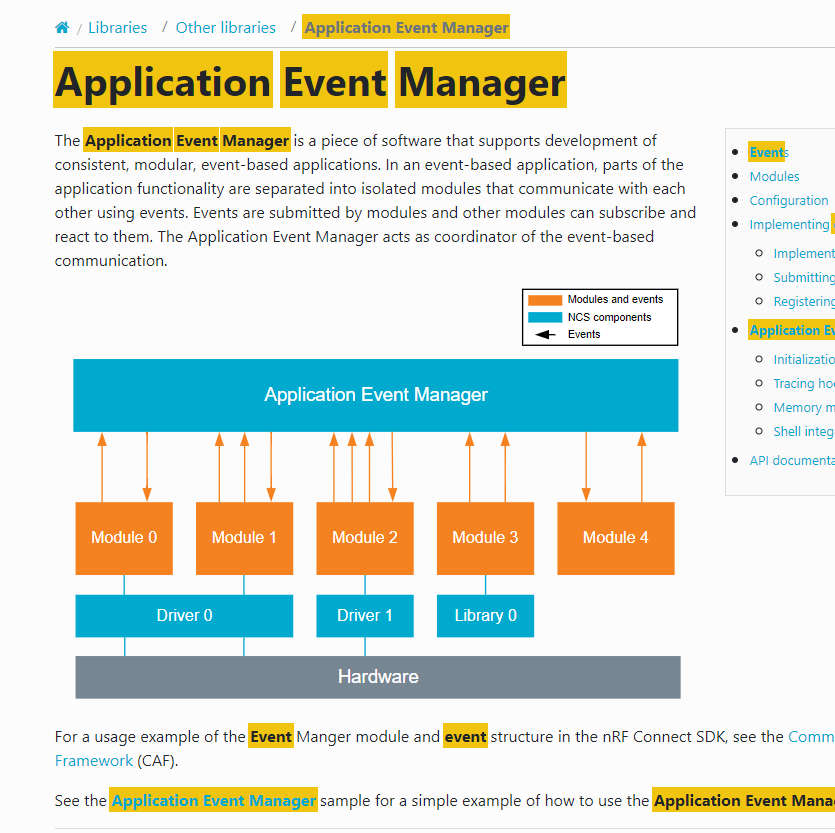 / Libraries / Other libraries / Application Event Manager
Application Event Manager
The Application Event Manager is a piece of software that supports development of
consistent, modular, event-based applications. In an event-based application, parts of the
application functionality are separated into isolated modules that communicate with each
other using events. Events are submitted by modules and other modules can subscribe and
react to them. The Application Event Manager acts as coordinator of the event-based
communication.
Events
Modules
Configuration
Implementing
Implement
Submitting
Registering
Application Ev
Initializatio
Tracing hoo
Memory m
Shell integ
API documenta
Modules and events
NCS components
Events
Application Event Manager
Module 0 Module 1 Module 2 Module 3 Module 4
Driver 0 Driver 1 Library 0
Hardware
For a usage example of the Event Manger module and event structure in the nRF Connect SDK, see the Comm
Framework (CAF).
See the Application Event Manager sample for a simple example of how to use the Application Event Mana